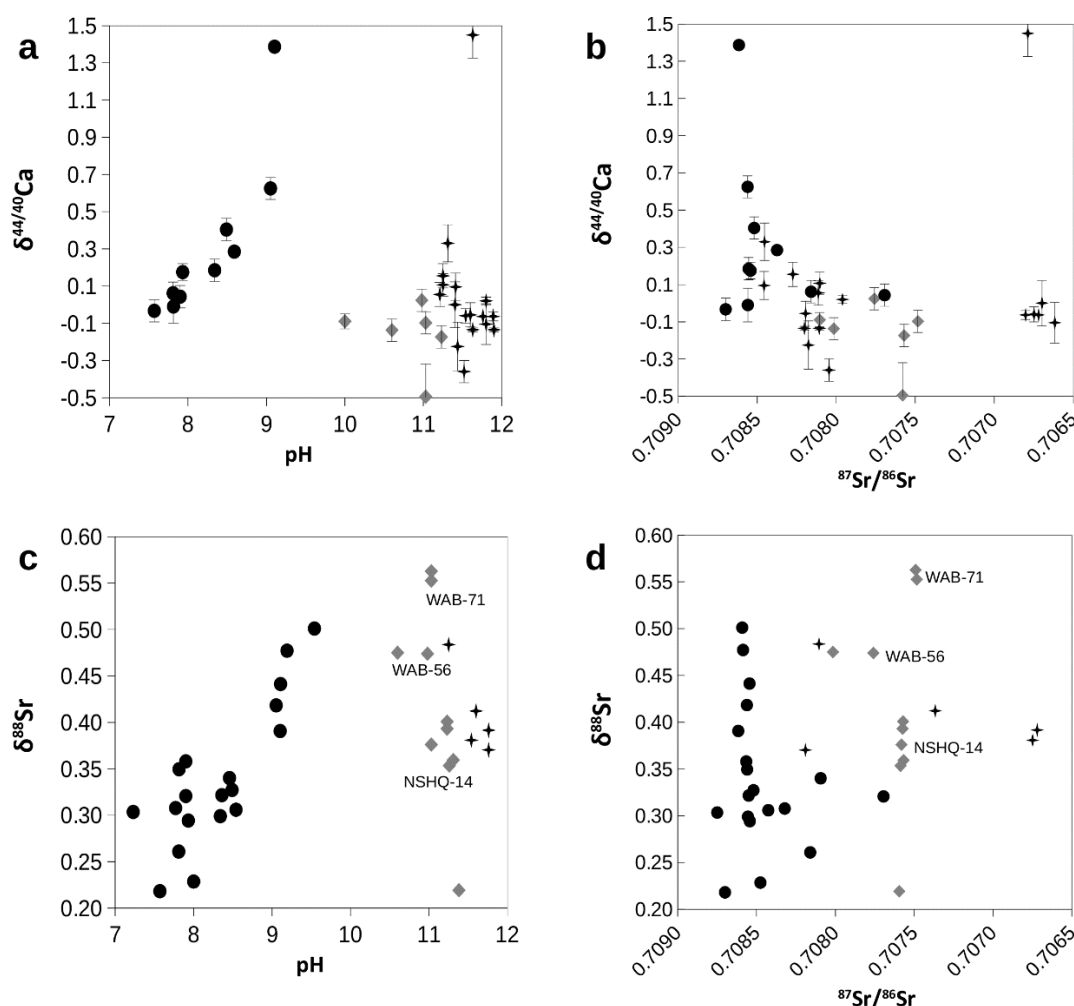 a
1.5
1.3
1.1
0.9
0.7
0.5
0.3
0.1
-0.1
-0.3
-0.5
δ⁴⁴/⁴⁰Ca
7 8 9 10 11 12
pH
b
1.5
1.3
1.1
0.9
0.7
0.5
0.3
0.1
-0.1
-0.3
-0.5
δ⁴⁴/⁴⁰Ca
0.7090 0.7085 0.7080 0.7075 0.7070 0.7065
⁸⁷Sr/⁸⁶Sr
c
0.60
0.55
0.50
0.45
0.40
0.35
0.30
0.25
0.20
δ⁸⁸Sr
WAB-71
WAB-56
NSHQ-14
7 8 9 10 11 12
pH
d
0.60
0.55
0.50
0.45
0.40
0.35
0.30
0.25
0.20
δ⁸⁸Sr
WAB-71
WAB-56
NSHQ-14
0.7090 0.7085 0.7080 0.7075 0.7070 0.7065
⁸⁷Sr/⁸⁶Sr